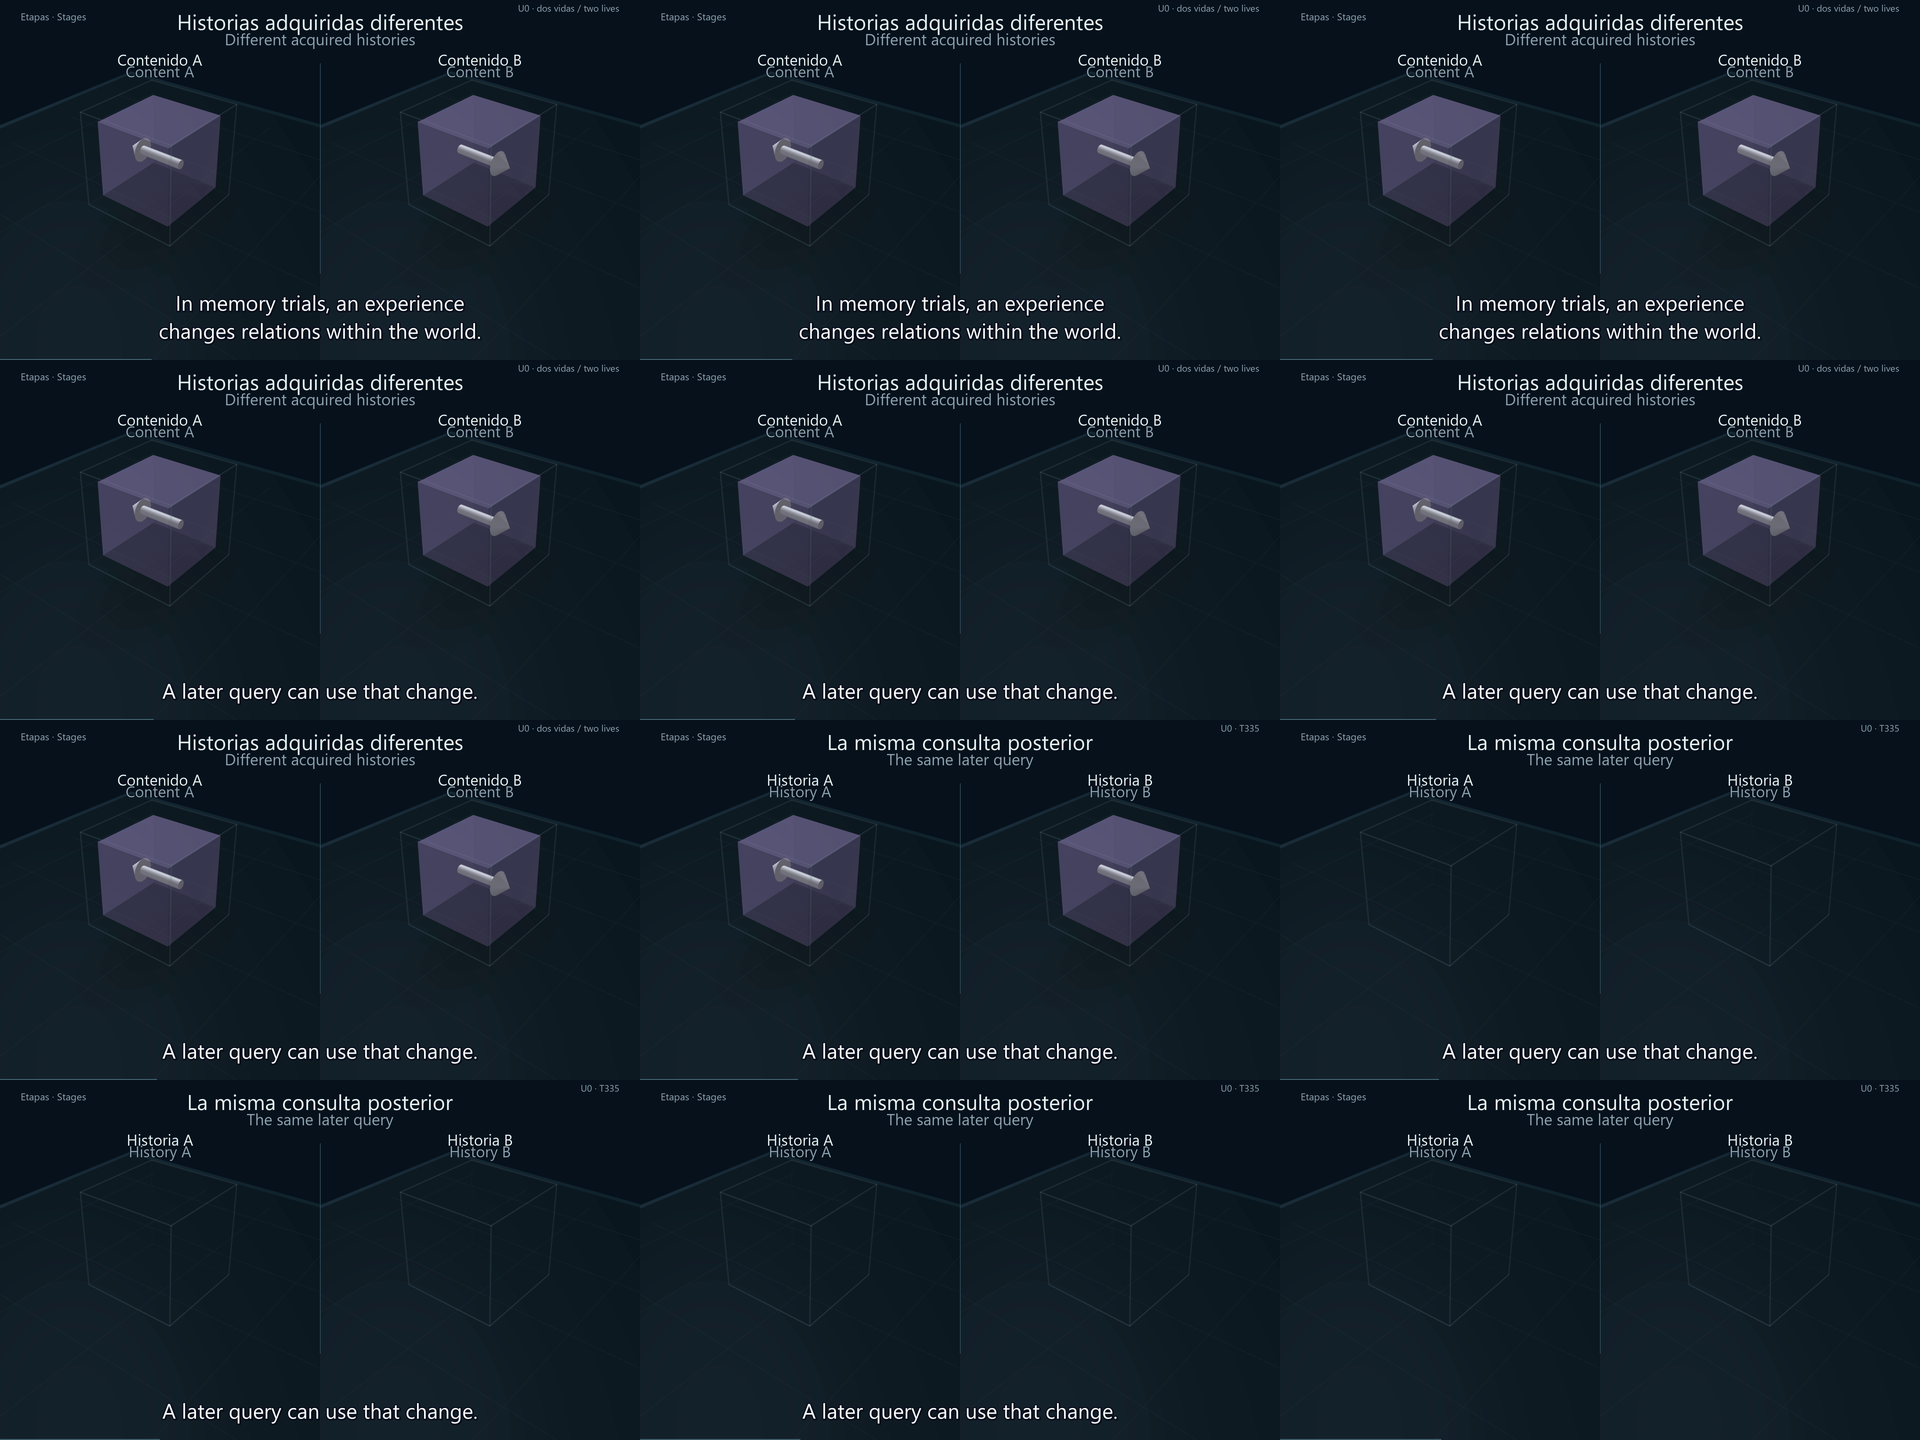 Etapas · Stages
U0 · dos vidas / two lives
Historias adquiridas diferentes
Different acquired histories
Contenido A
Content A
Contenido B
Content B
In memory trials, an experience
changes relations within the world.
Etapas · Stages
U0 · dos vidas / two lives
Historias adquiridas diferentes
Different acquired histories
Contenido A
Content A
Contenido B
Content B
In memory trials, an experience
changes relations within the world.
Etapas · Stages
U0 · dos vidas / two lives
Historias adquiridas diferentes
Different acquired histories
Contenido A
Content A
Contenido B
Content B
In memory trials, an experience
changes relations within the world.
Etapas · Stages
U0 · dos vidas / two lives
Historias adquiridas diferentes
Different acquired histories
Contenido A
Content A
Contenido B
Content B
A later query can use that change.
Etapas · Stages
U0 · dos vidas / two lives
Historias adquiridas diferentes
Different acquired histories
Contenido A
Content A
Contenido B
Content B
A later query can use that change.
Etapas · Stages
U0 · dos vidas / two lives
Historias adquiridas diferentes
Different acquired histories
Contenido A
Content A
Contenido B
Content B
A later query can use that change.
Etapas · Stages
U0 · dos vidas / two lives
Historias adquiridas diferentes
Different acquired histories
Contenido A
Content A
Contenido B
Content B
A later query can use that change.
Etapas · Stages
U0 · T335
La misma consulta posterior
The same later query
Historia A
History A
Historia B
History B
A later query can use that change.
Etapas · Stages
U0 · T335
La misma consulta posterior
The same later query
Historia A
History A
Historia B
History B
A later query can use that change.
Etapas · Stages
U0 · T335
La misma consulta posterior
The same later query
Historia A
History A
Historia B
History B
A later query can use that change.
Etapas · Stages
U0 · T335
La misma consulta posterior
The same later query
Historia A
History A
Historia B
History B
A later query can use that change.
Etapas · Stages
U0 · T335
La misma consulta posterior
The same later query
Historia A
History A
Historia B
History B